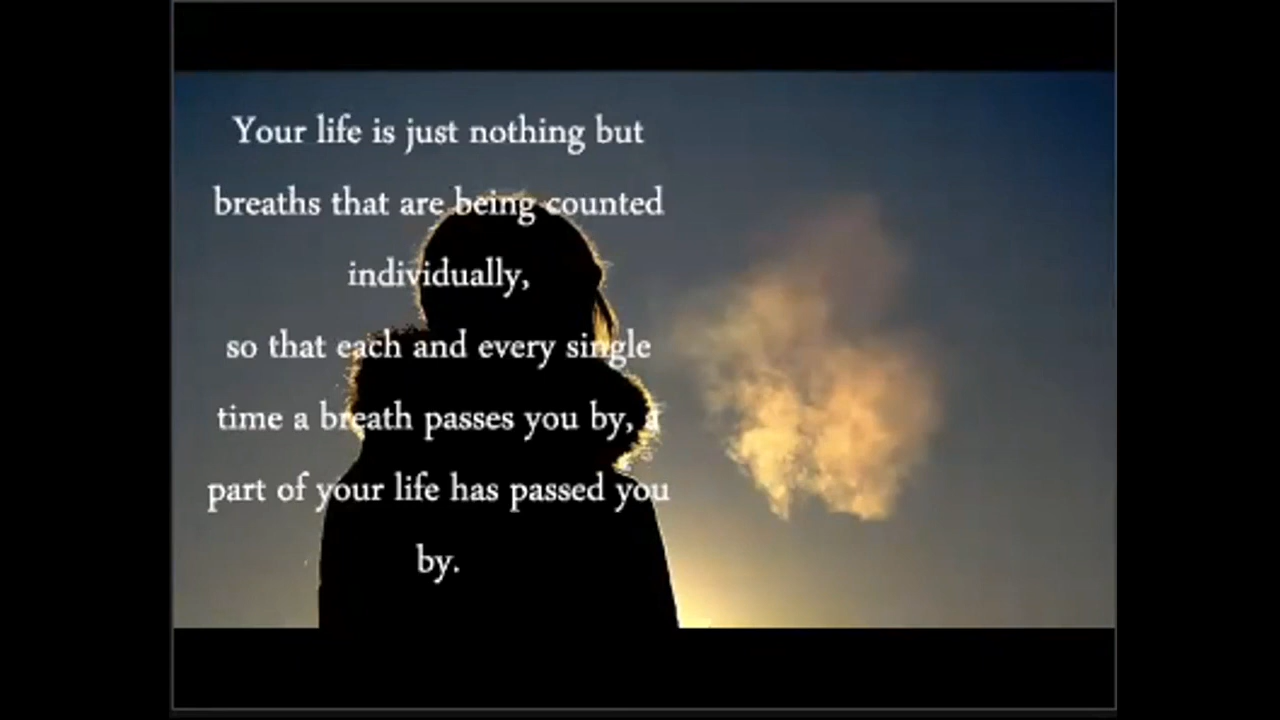 Your life is just nothing but
breaths that are being counted
individually,
so that each and every single
time a breath passes you by, a
part of your life has passed you
by.